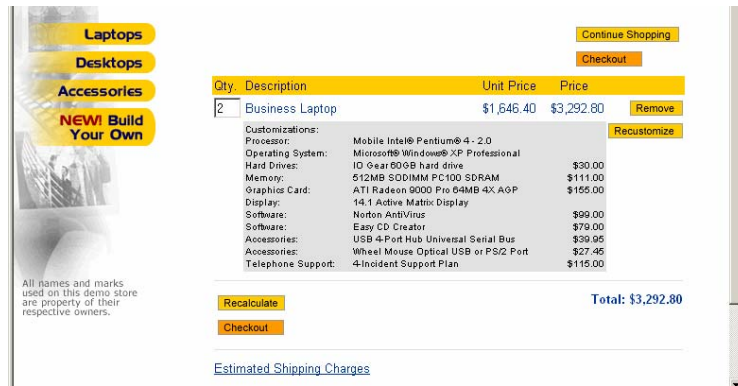 Laptops
Desktops
Accessories
NEW! Build
Your Own
All names and marks
used on this demo store
are property of their
respective owners.
Continue Shopping
Checkout
Qty. Description Unit Price Price
2 Business Laptop $1,646.40 $3,292.80 Remove
Recustomize
Customizations:
Processor: Mobile Intel® Pentium® 4 - 2.0
Operating System: Microsoft® Windows® XP Professional
Hard Drives: IO Gear 60GB hard drive $30.00
Memory: 512MB SODIMM PC100 SDRAM $111.00
Graphics Card: ATI Radeon 9000 Pro 64MB 4X AGP $155.00
Display: 14.1 Active Matrix Display
Software: Norton AntiVirus $99.00
Software: Easy CD Creator $79.00
Accessories: USB 4-Port Hub Universal Serial Bus $39.95
Accessories: Wheel Mouse Optical USB or PS/2 Port $27.45
Telephone Support: 4-Incident Support Plan $115.00
Recalculate
Total: $3,292.80
Checkout
Estimated Shipping Charges